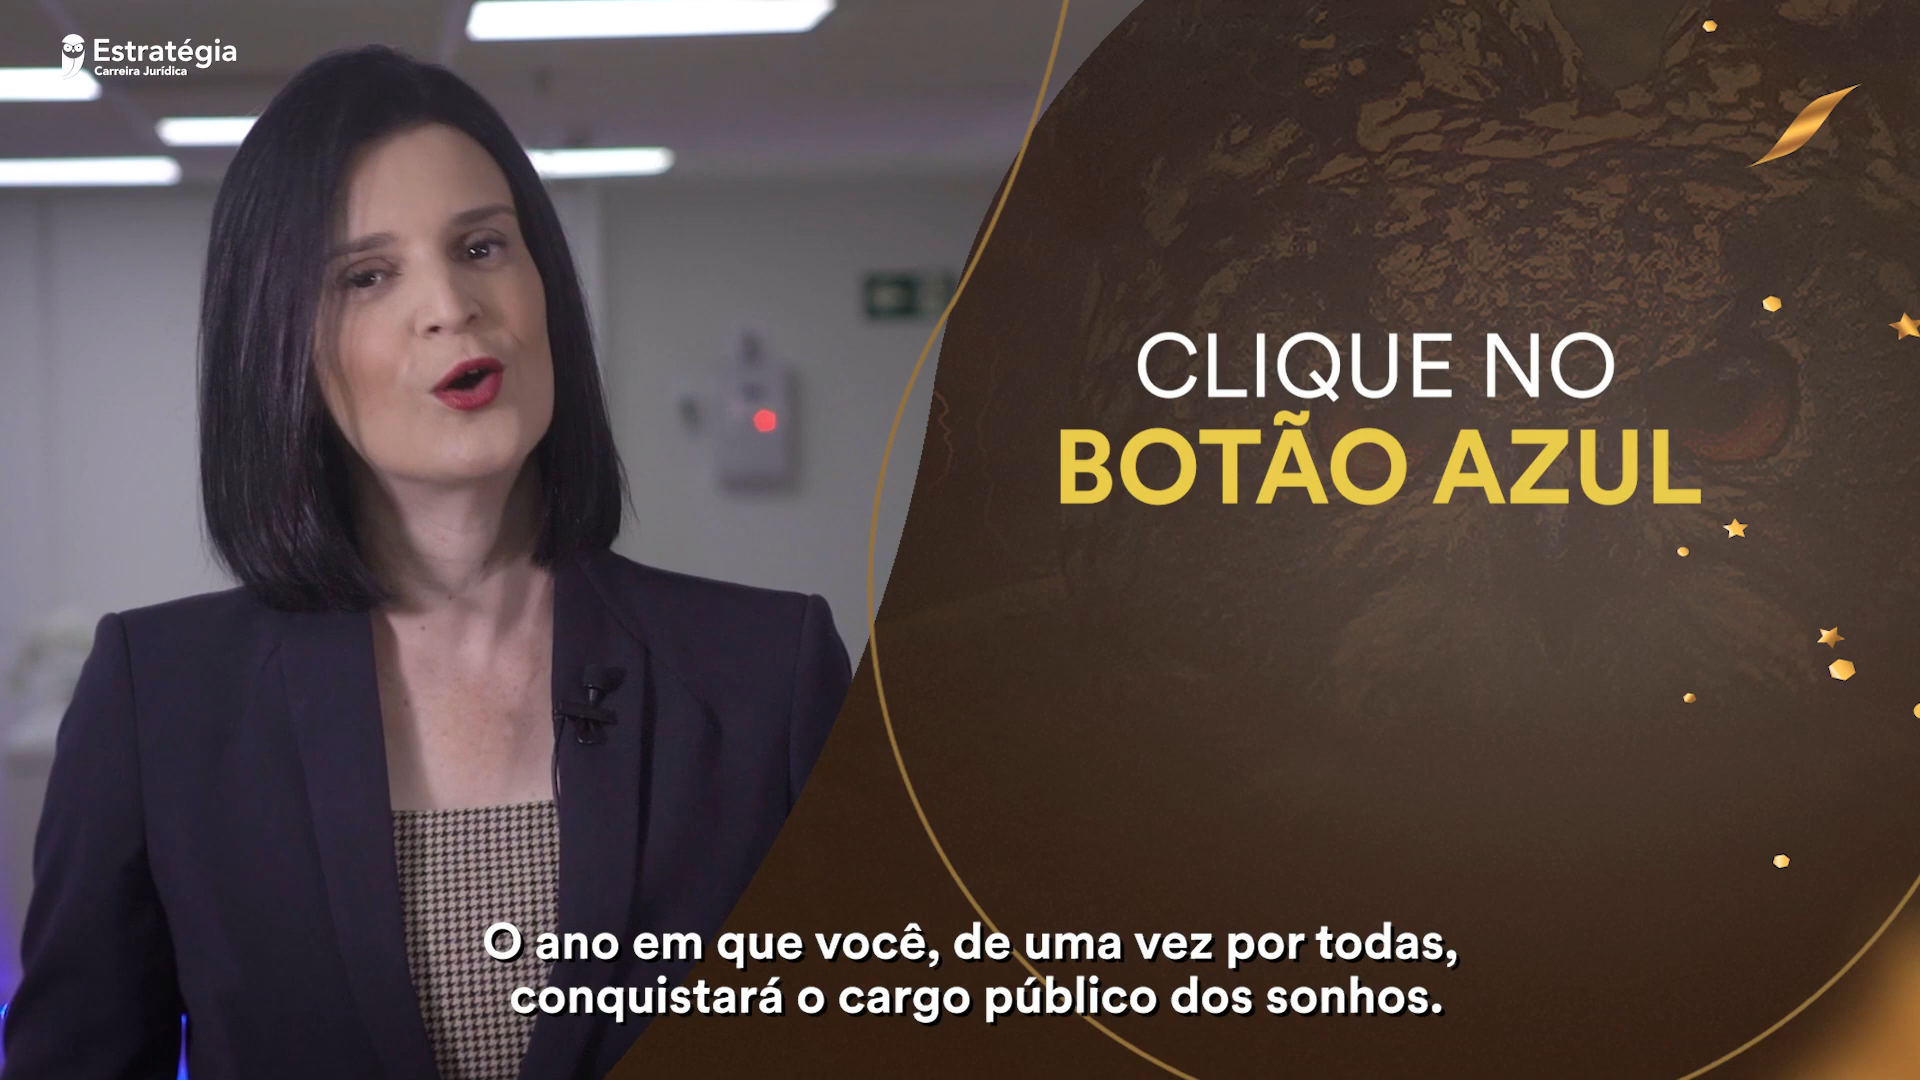 Estratégia
Carreira Jurídica
CLIQUE NO
BOTÃO AZUL
O ano em que você, de uma vez por todas,
conquistará o cargo público dos sonhos.